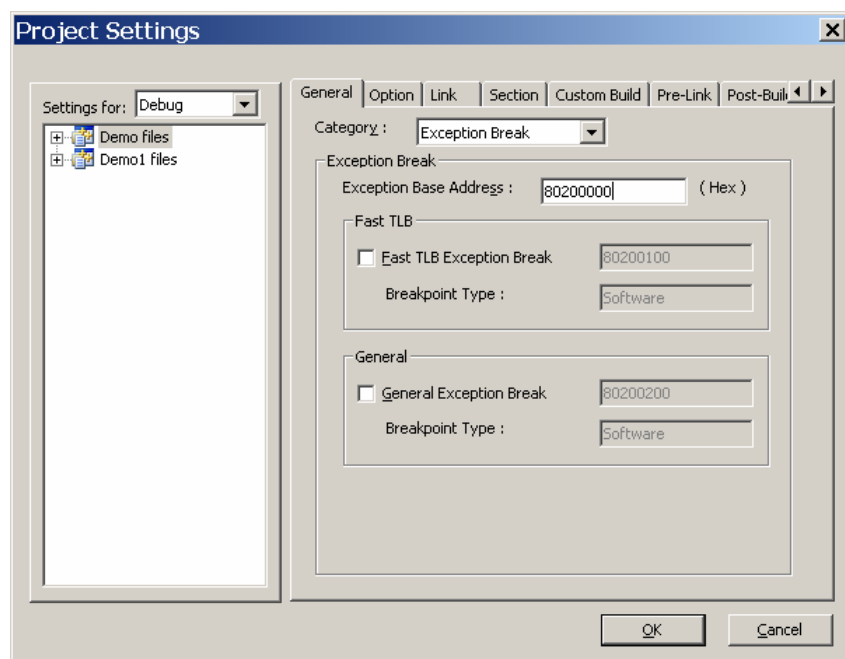 Project Settings
Settings for: Debug
Demo files
Demo1 files
General Option Link Section Custom Build Pre-Link Post-Buil
Category : Exception Break
Exception Break
Exception Base Address : 80200000 ( Hex )
Fast TLB
Fast TLB Exception Break 80200100
Breakpoint Type : Software
General
General Exception Break 80200200
Breakpoint Type : Software
OK Cancel